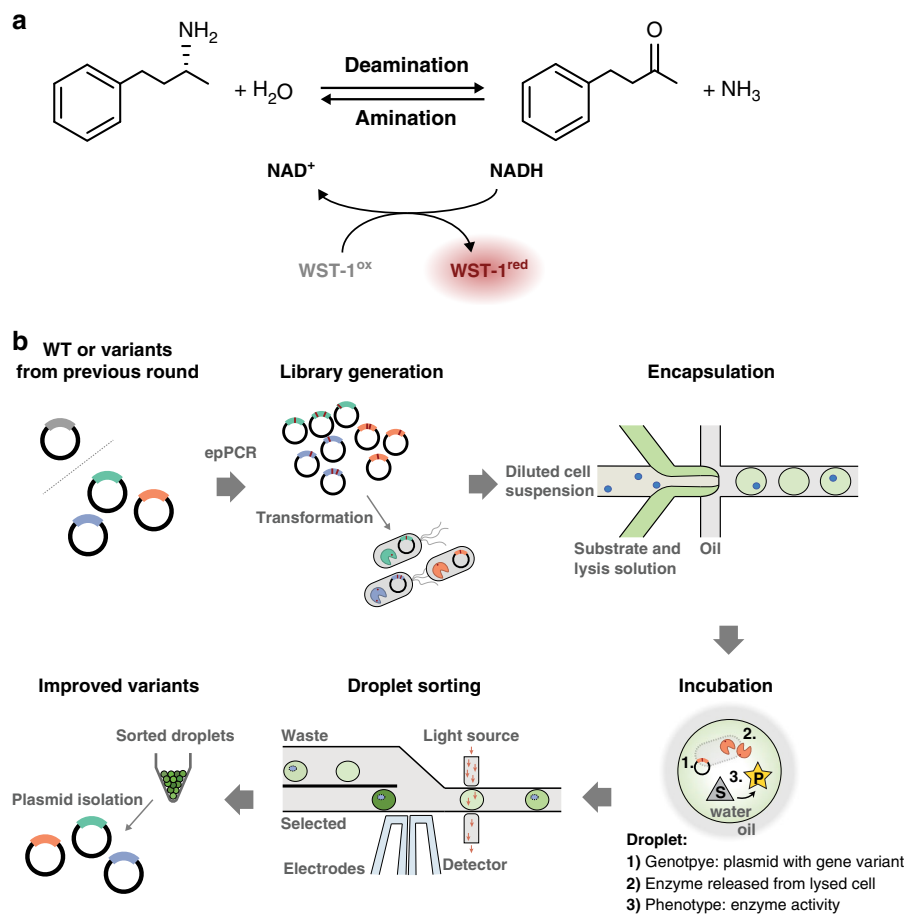 a
NH₂
+ H₂O
Deamination
Amination
O
+ NH₃
NAD⁺
NADH
WST-1ᵒˣ
WST-1ʳᵉᵈ
b
WT or variants
from previous round
Library generation
Encapsulation
epPCR
Transformation
Diluted cell
suspension
Substrate and
lysis solution
Oil
Improved variants
Droplet sorting
Incubation
Sorted droplets
Plasmid isolation
Waste
Light source
Selected
Electrodes
Detector
1.
2.
3.
S
P
water
oil
Droplet:
1) Genotpye: plasmid with gene variant
2) Enzyme released from lysed cell
3) Phenotype: enzyme activity